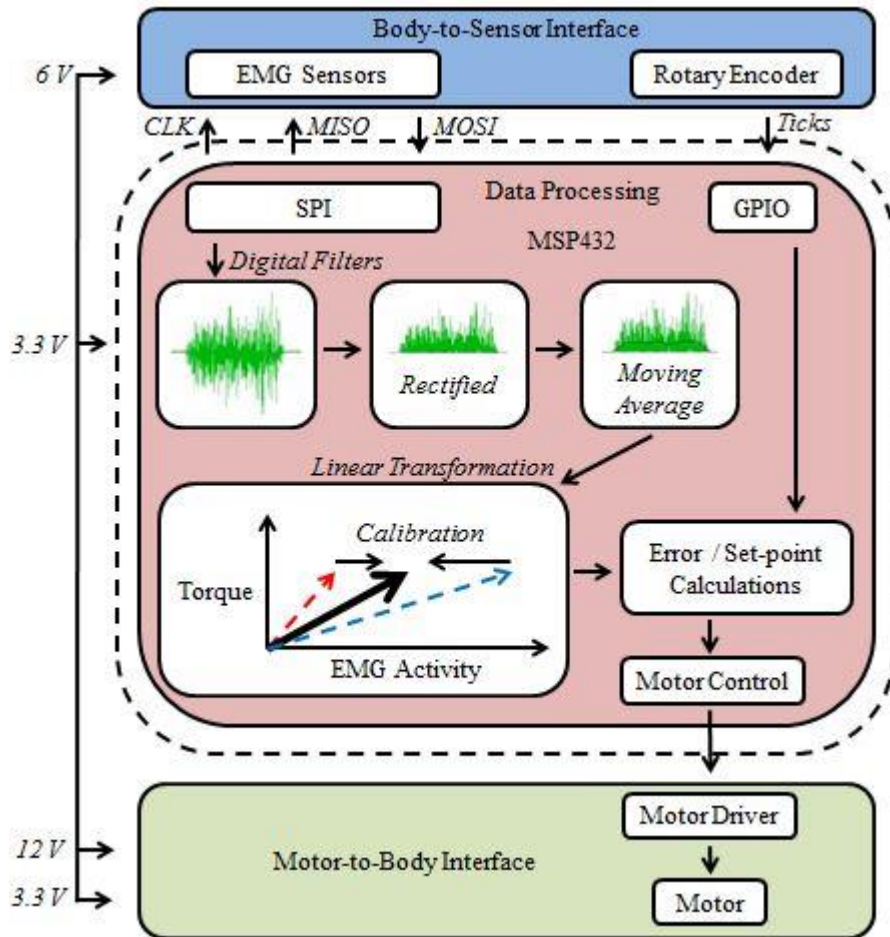 Body-to-Sensor Interface
6 V
EMG Sensors
Rotary Encoder
CLK
MISO
MOSI
Ticks
Data Processing
SPI
GPIO
MSP432
Digital Filters
3.3 V
Rectified
Moving
Average
Linear Transformation
Calibration
Torque
EMG Activity
Error / Set-point
Calculations
Motor Control
Motor Driver
12 V
Motor-to-Body Interface
3.3 V
Motor